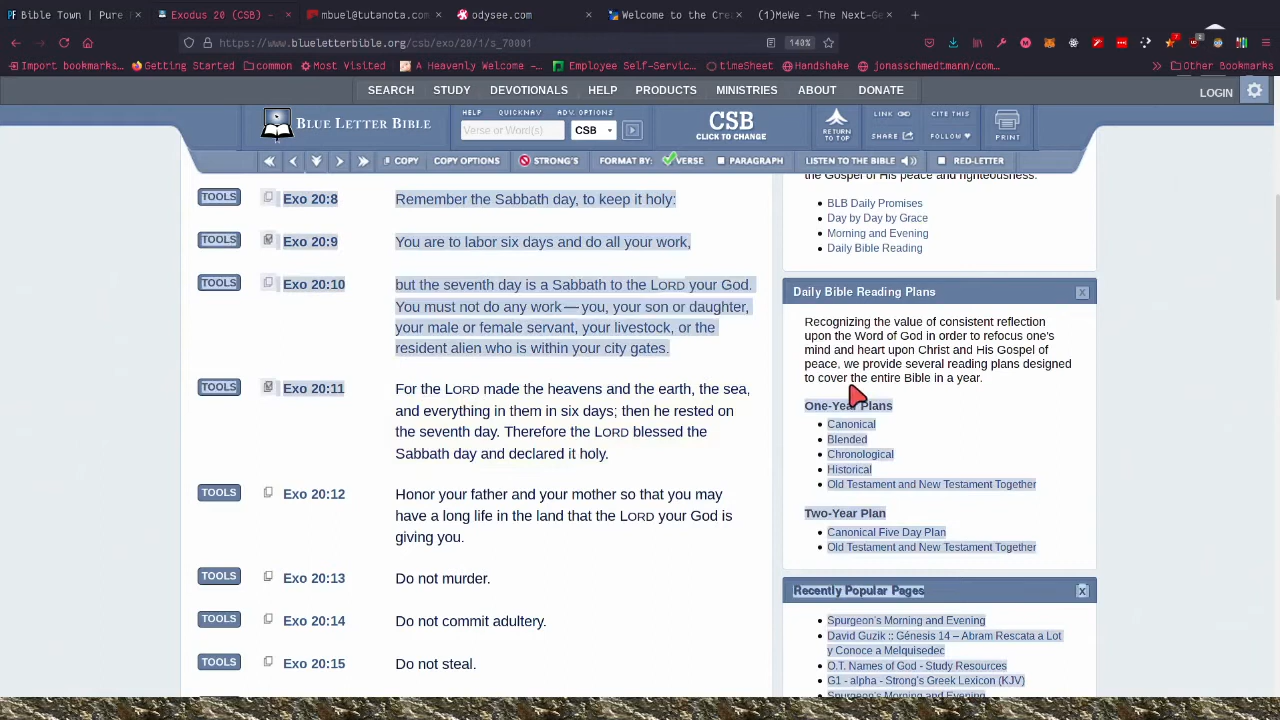 Bible Town | Pure F
Exodus 20 (CSB)
mbuel@tutanota.com
odysee.com
Welcome to the Cre
(1)MeWe – The Next-Ge
https://www.blueletterbible.org/csb/exo/20/1/s_70001
140%
Import bookmarks…
Getting Started
common
Most Visited
A Heavenly Welcome –…
Employee Self-Servic…
timeSheet
Handshake
jonasschmedtmann/com…
Other Bookmarks
SEARCH STUDY DEVOTIONALS HELP PRODUCTS MINISTRIES ABOUT DONATE
LOGIN
BLUE LETTER BIBLE
HELP QUICKNAV ADV. OPTIONS
Verse or Word(s) CSB
CSB
CLICK TO CHANGE
RETURN TO TOP
LINK
CITE THIS
SHARE
FOLLOW
PRINT
COPY COPY OPTIONS STRONG'S FORMAT BY: VERSE PARAGRAPH LISTEN TO THE BIBLE RED-LETTER
TOOLS Exo 20:8 Remember the Sabbath day, to keep it holy:
TOOLS Exo 20:9 You are to labor six days and do all your work,
TOOLS Exo 20:10 but the seventh day is a Sabbath to the LORD your God.
You must not do any work — you, your son or daughter,
your male or female servant, your livestock, or the
resident alien who is within your city gates.
TOOLS Exo 20:11 For the LORD made the heavens and the earth, the sea,
and everything in them in six days; then he rested on
the seventh day. Therefore the LORD blessed the
Sabbath day and declared it holy.
TOOLS Exo 20:12 Honor your father and your mother so that you may
have a long life in the land that the LORD your God is
giving you.
TOOLS Exo 20:13 Do not murder.
TOOLS Exo 20:14 Do not commit adultery.
TOOLS Exo 20:15 Do not steal.
the Gospel of His peace and righteousness.
BLB Daily Promises
Day by Day by Grace
Morning and Evening
Daily Bible Reading
Daily Bible Reading Plans X
Recognizing the value of consistent reflection
upon the Word of God in order to refocus one's
mind and heart upon Christ and His Gospel of
peace, we provide several reading plans designed
to cover the entire Bible in a year.
One-Year Plans
Canonical
Blended
Chronological
Historical
Old Testament and New Testament Together
Two-Year Plan
Canonical Five Day Plan
Old Testament and New Testament Together
Recently Popular Pages X
Spurgeon's Morning and Evening
David Guzik :: Génesis 14 – Abram Rescata a Lot
y Conoce a Melquisedec
O.T. Names of God - Study Resources
G1 - alpha - Strong's Greek Lexicon (KJV)
Spurgeon's Morning and Evening